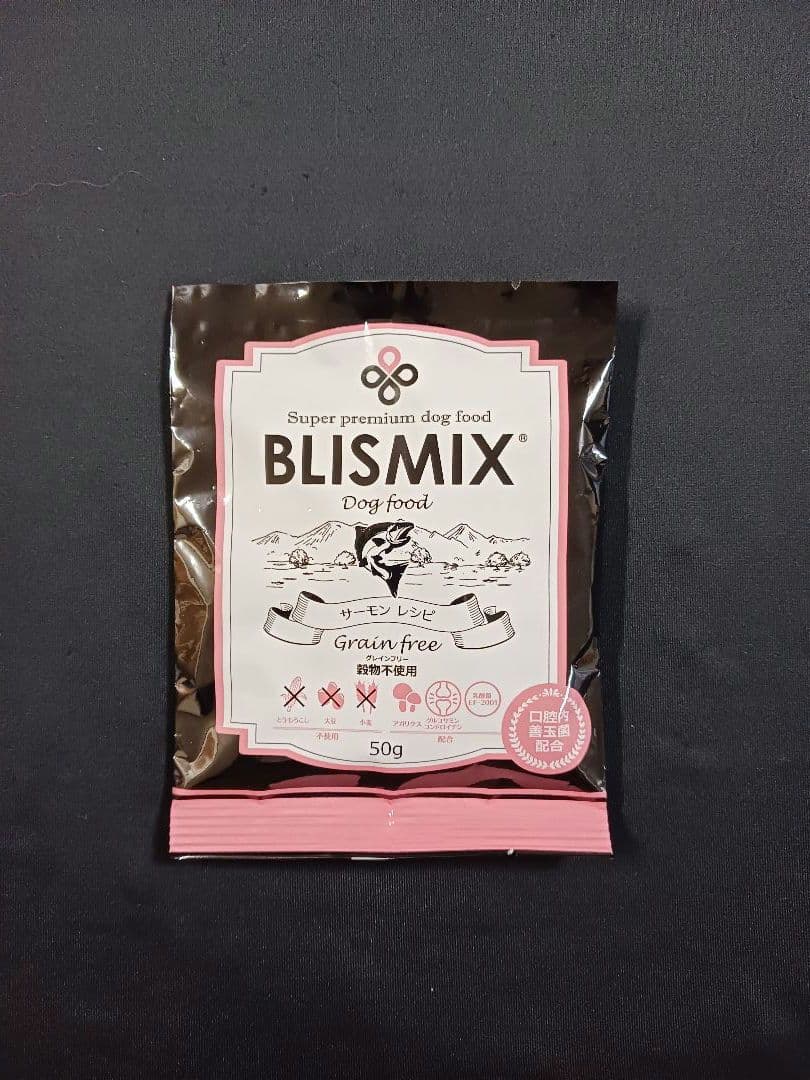 Super premium dog food
BLISMIX®
Dog food
サーモン レシピ
Grain free
グレインフリー
穀物不使用
とうもろこし 大豆 小麦
不使用
アガリクス グルコサミン コンドロイチン 乳酸菌 EF-2001
配合
50g
口腔内
善玉菌
配合